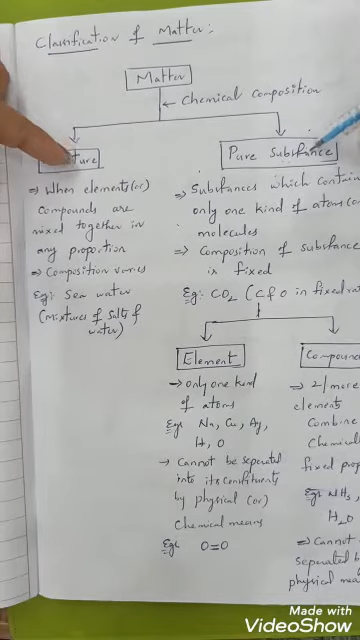 Classification of Matter:
Matter
Chemical composition
Pure Substance
⇒ When elements (or)
compounds are
mixed together in
any proportion
⇒ Composition varies
Eg:- Sea water
(Mixtures of Salts of
water)
⇒ Substances which contain
only one kind of atoms (or
molecules
⇒ Composition of substance
is fixed
Eg:- CO2 (C & O in fixed
Element
→ only one kind
of atoms
Eg: Na, Cu, Ag,
H, O
→ Cannot be seperated
into its constituents
by physical (or)
chemical means
Eg:- O=O
Compoun
⇒ 2/more
element
Combine
Chemical
fixed prop
Eg:- NH3,
H2O
⇒ Cannot
seperated b
physical mea
Made with
VideoShow